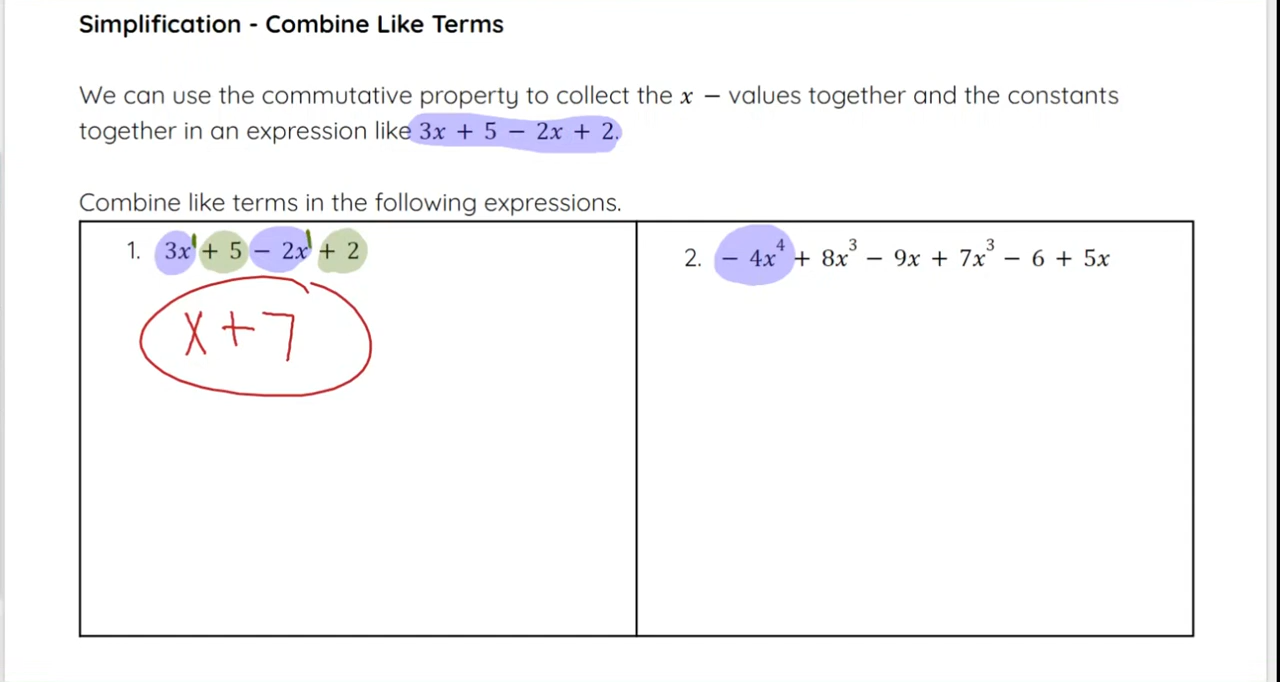 Simplification - Combine Like Terms
We can use the commutative property to collect the x − values together and the constants
together in an expression like 3x + 5 − 2x + 2.
Combine like terms in the following expressions.
1. 3x¹ + 5 − 2x¹ + 2
x + 7
2. − 4x⁴ + 8x³ − 9x + 7x³ − 6 + 5x